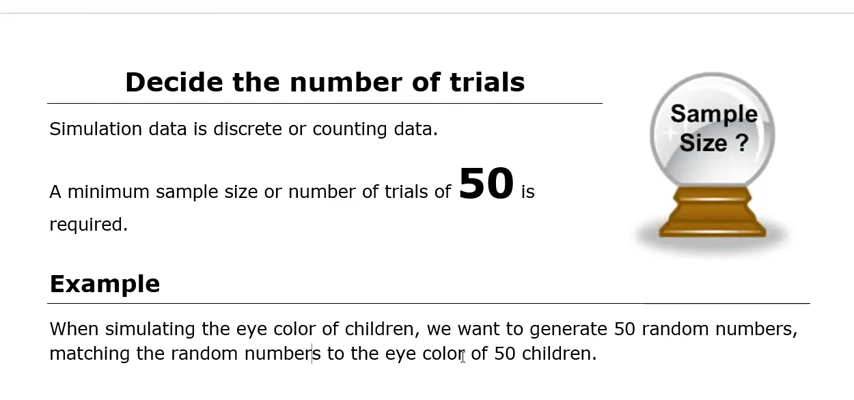 Decide the number of trials
Simulation data is discrete or counting data.
A minimum sample size or number of trials of 50 is
required.
Sample
Size ?
Example
When simulating the eye color of children, we want to generate 50 random numbers,
matching the random numbers to the eye color of 50 children.